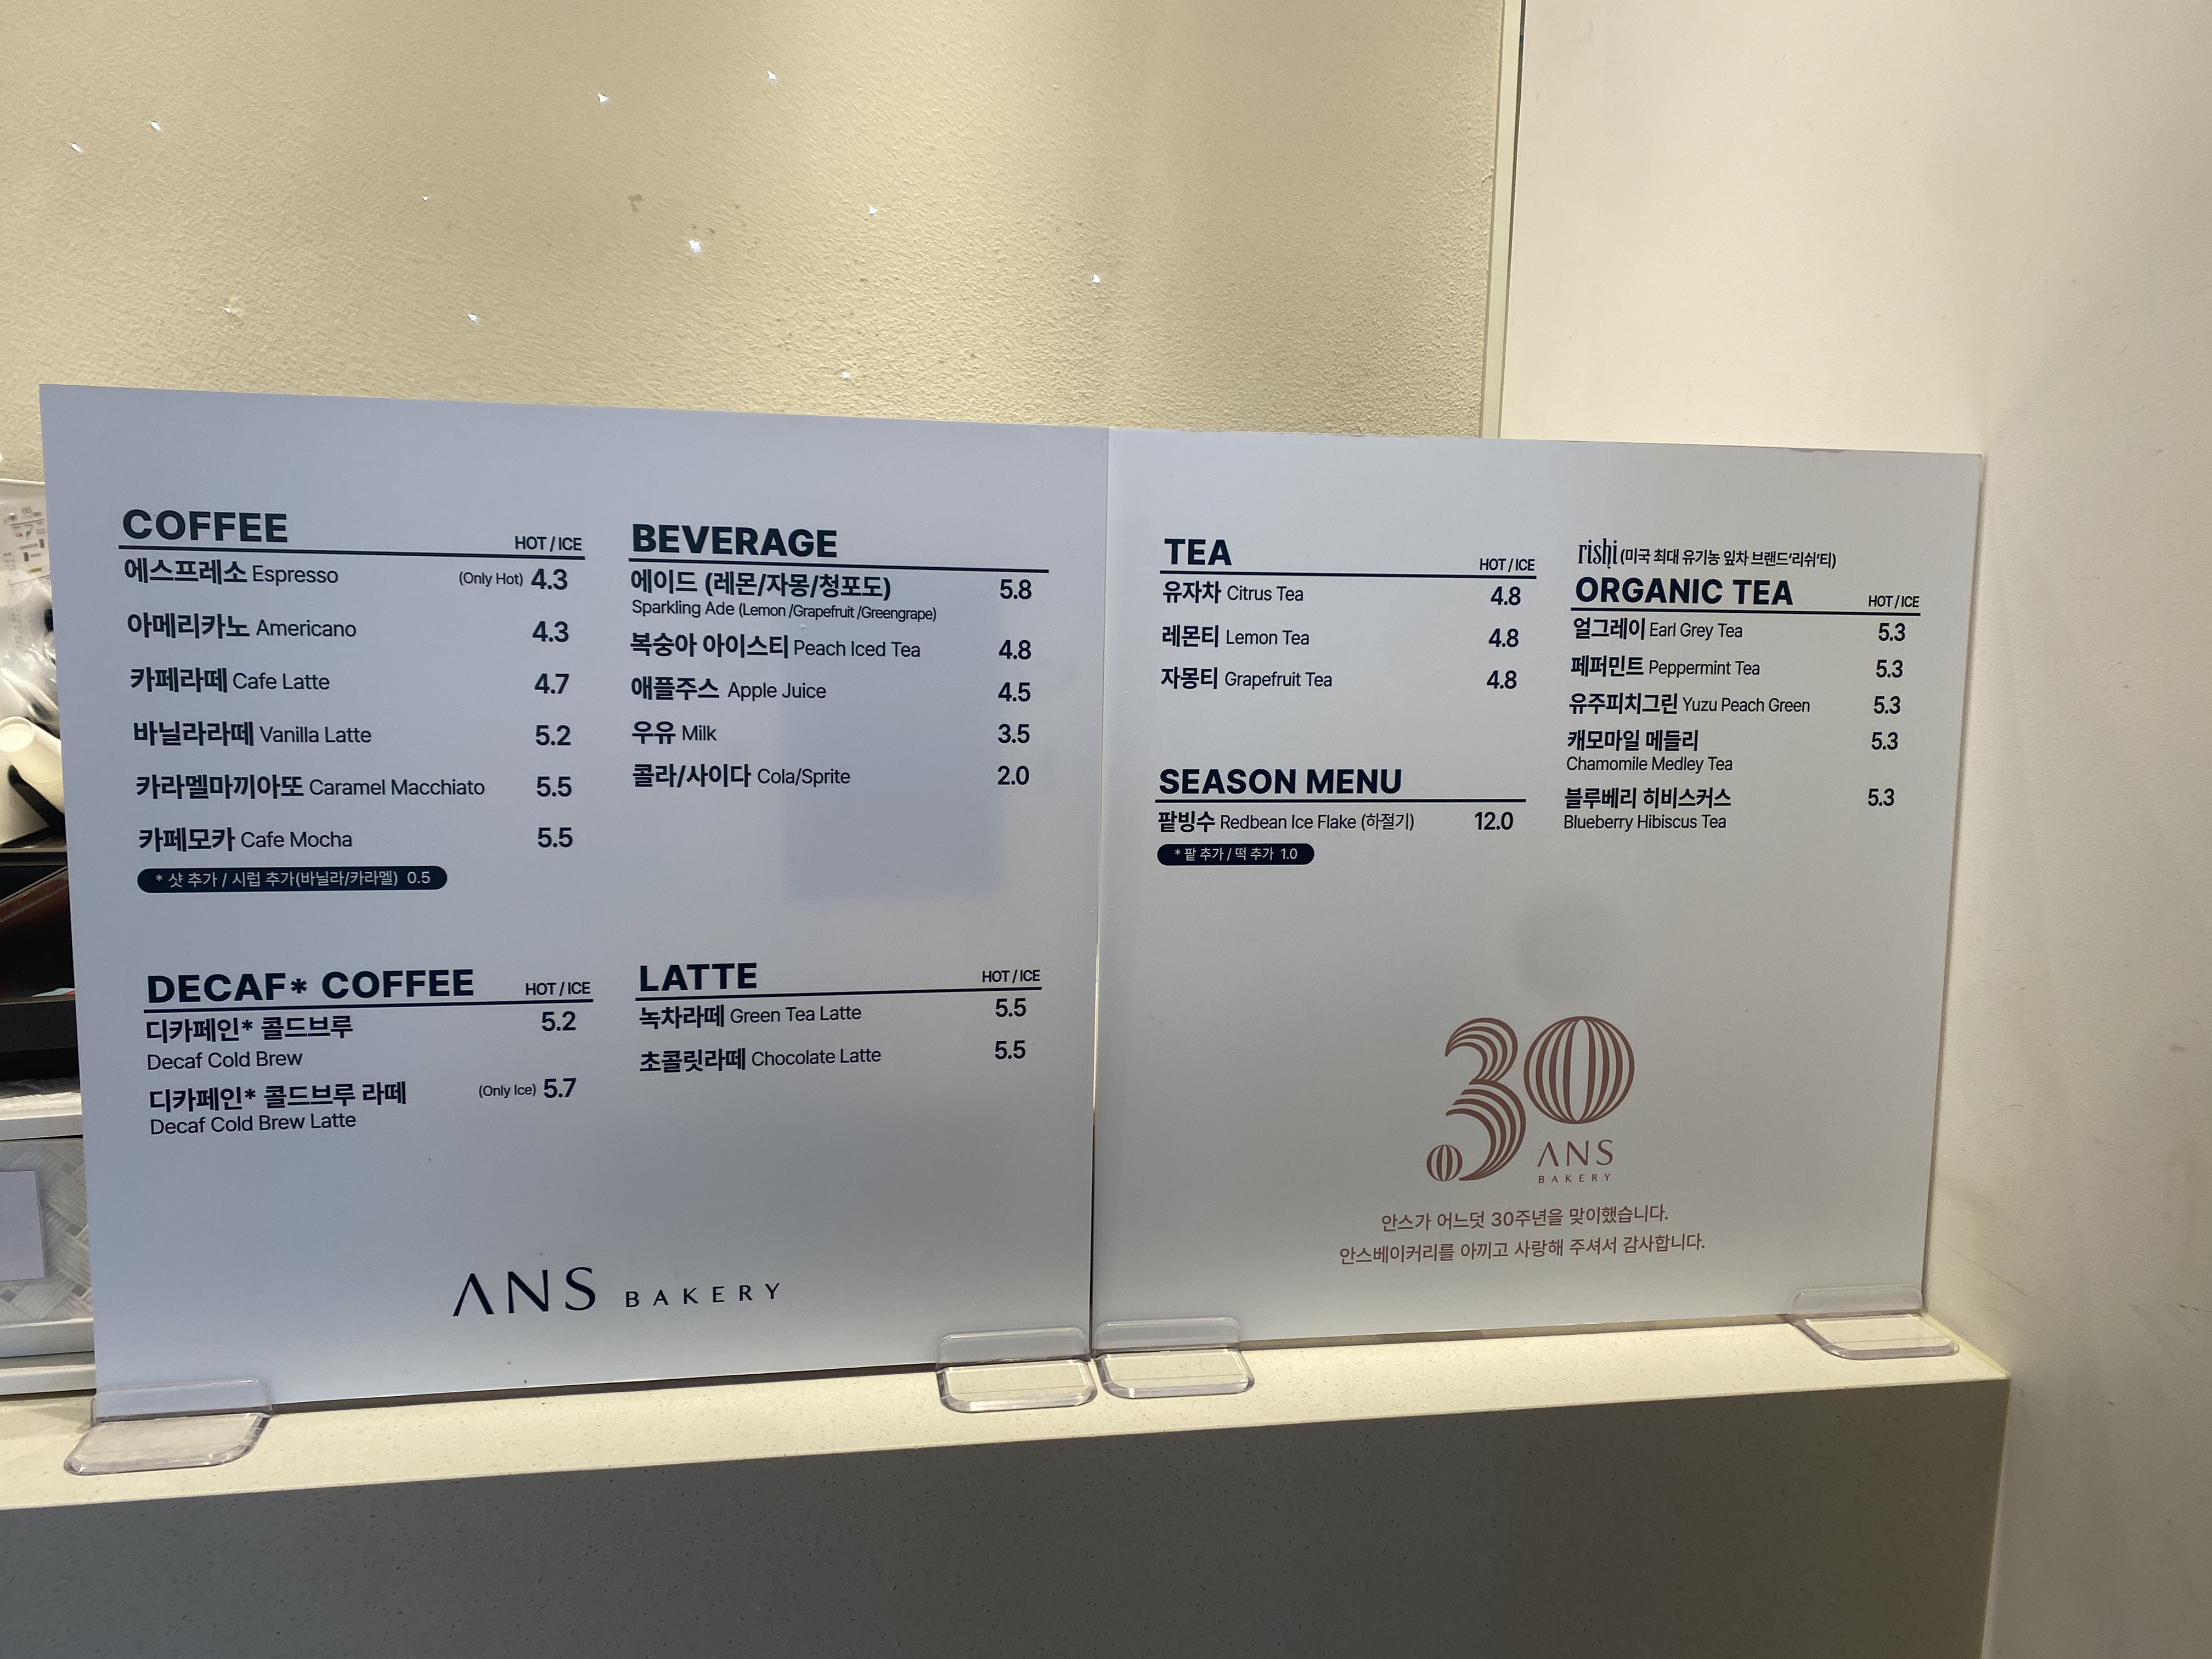 COFFEE
HOT / ICE
에스프레소 Espresso (Only Hot) 4.3
아메리카노 Americano 4.3
카페라떼 Cafe Latte 4.7
바닐라라떼 Vanilla Latte 5.2
카라멜마끼아또 Caramel Macchiato 5.5
카페모카 Cafe Mocha 5.5
* 샷 추가 / 시럽 추가(바닐라/카라멜) 0.5
DECAF* COFFEE
HOT / ICE
디카페인* 콜드브루 5.2
Decaf Cold Brew
디카페인* 콜드브루 라떼 (Only Ice) 5.7
Decaf Cold Brew Latte
BEVERAGE
에이드 (레몬/자몽/청포도) 5.8
Sparkling Ade (Lemon /Grapefruit /Greengrape)
복숭아 아이스티 Peach Iced Tea 4.8
애플주스 Apple Juice 4.5
우유 Milk 3.5
콜라/사이다 Cola/Sprite 2.0
LATTE
HOT / ICE
녹차라떼 Green Tea Latte 5.5
초콜릿라떼 Chocolate Latte 5.5
ANS BAKERY
TEA
HOT / ICE
유자차 Citrus Tea 4.8
레몬티 Lemon Tea 4.8
자몽티 Grapefruit Tea 4.8
SEASON MENU
팥빙수 Redbean Ice Flake (하절기) 12.0
* 팥 추가 / 떡 추가 1.0
rishi (미국 최대 유기농 잎차 브랜드'리쉬'티)
ORGANIC TEA
HOT / ICE
얼그레이 Earl Grey Tea 5.3
페퍼민트 Peppermint Tea 5.3
유주피치그린 Yuzu Peach Green 5.3
캐모마일 메들리 5.3
Chamomile Medley Tea
블루베리 히비스커스 5.3
Blueberry Hibiscus Tea
30
ANS
BAKERY
안스가 어느덧 30주년을 맞이했습니다.
안스베이커리를 아끼고 사랑해 주셔서 감사합니다.